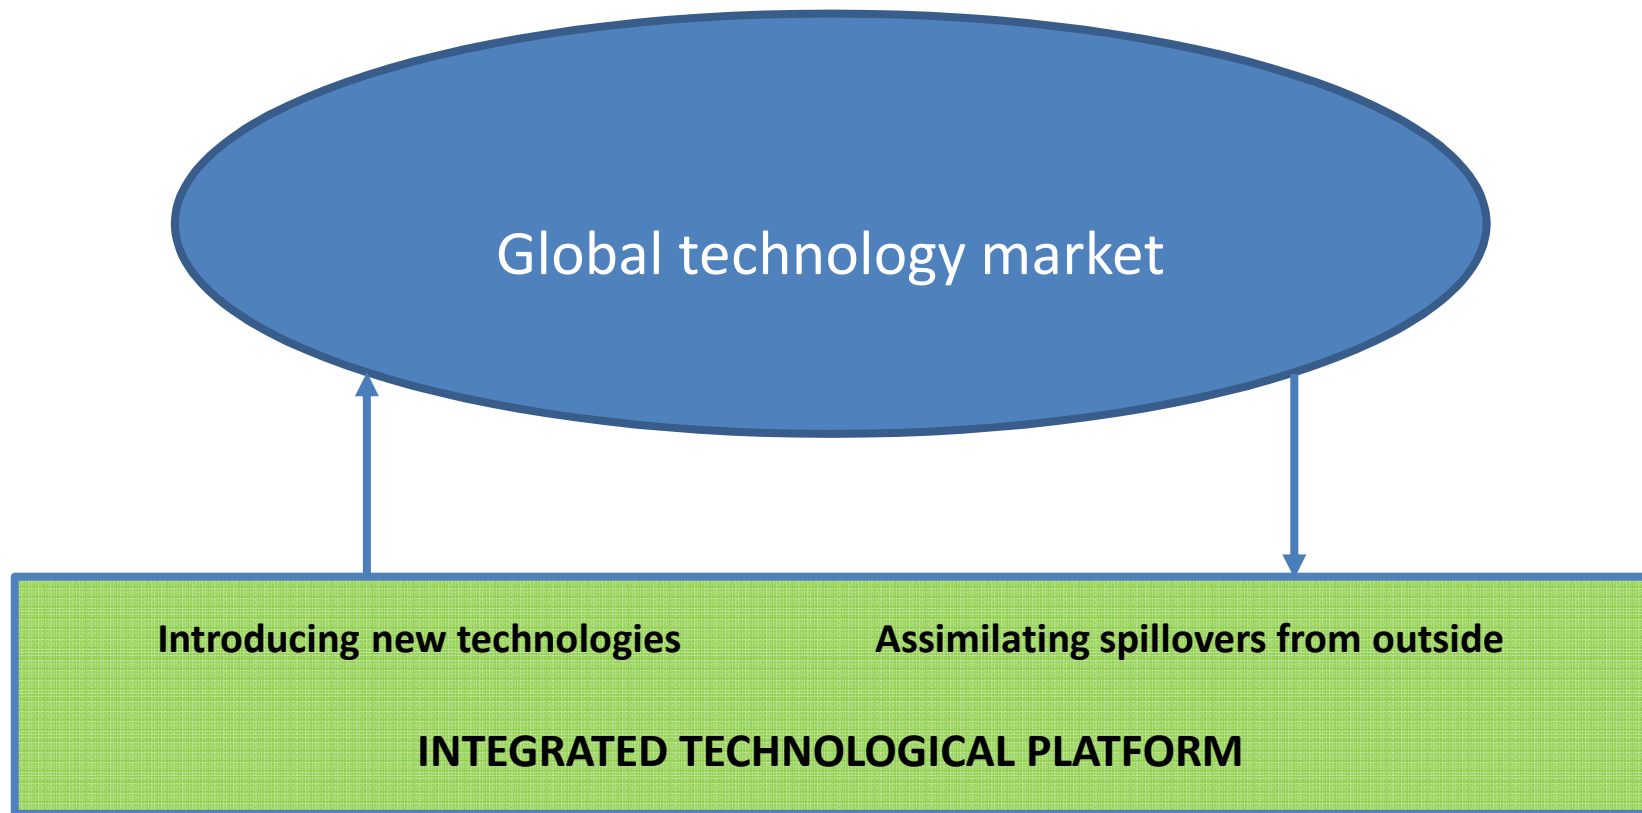 Global technology market
Introducing new technologies
Assimilating spillovers from outside
INTEGRATED TECHNOLOGICAL PLATFORM